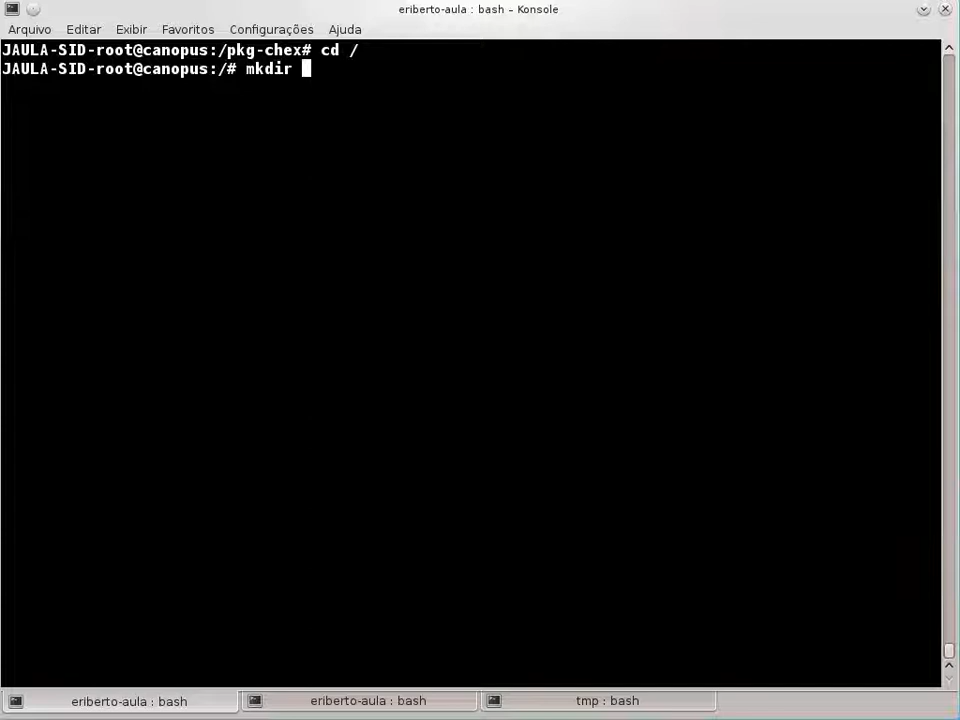 eriberto-aula : bash – Konsole
Arquivo Editar Exibir Favoritos Configurações Ajuda
JAULA-SID-root@canopus:/pkg-chex# cd /
JAULA-SID-root@canopus:/# mkdir
eriberto-aula : bash eriberto-aula : bash tmp : bash